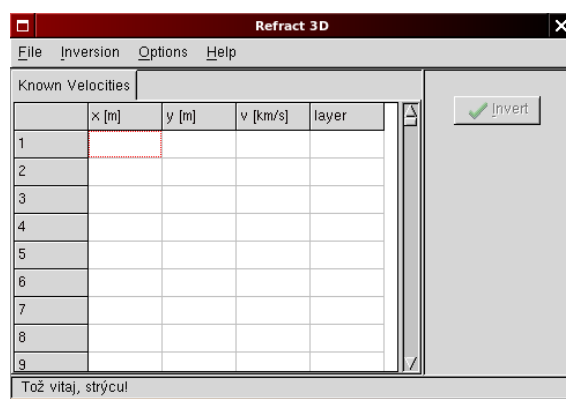 Refract 3D
File Inversion Options Help
Known Velocities
Invert
x [m] y [m] v [km/s] layer
1
2
3
4
5
6
7
8
9
Tož vitaj, strýcu!